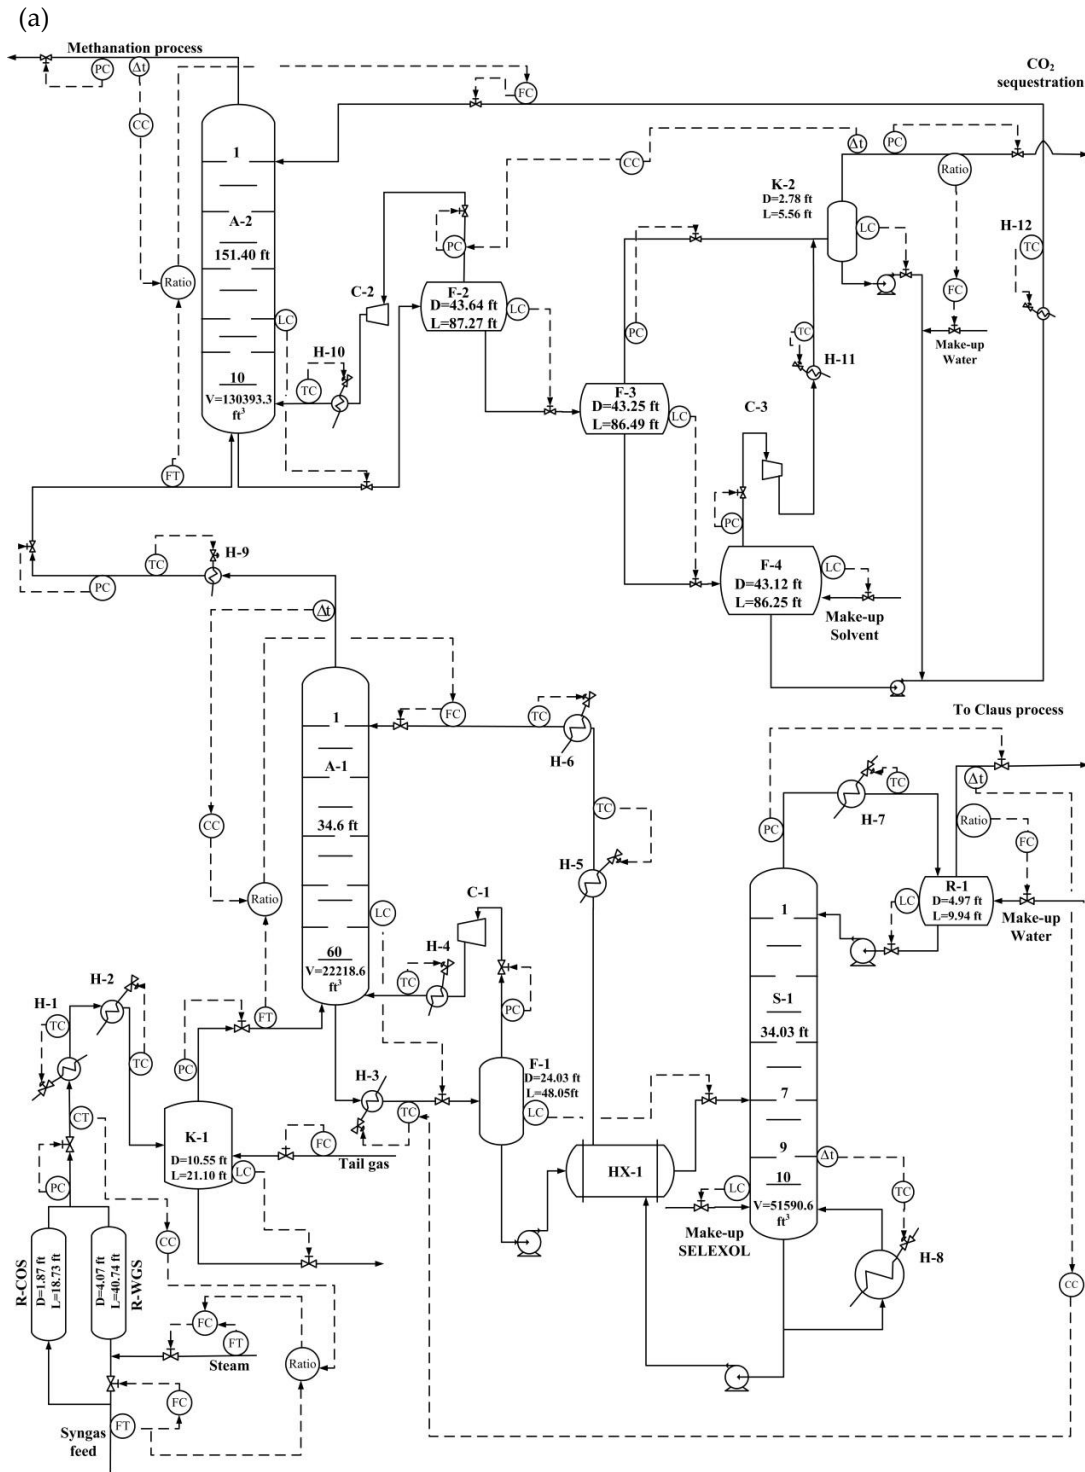 (a)
Methanation process
PC
Δt
CC
FC
CO₂
sequestration
1
A-2
151.40 ft
Ratio
LC
10
V=130393.3
ft³
FT
C-2
H-10
TC
PC
F-2
D=43.64 ft
L=87.27 ft
LC
CC
Δt
PC
K-2
D=2.78 ft
L=5.56 ft
LC
Ratio
FC
Make-up
Water
H-12
TC
PC
TC
H-11
F-3
D=43.25 ft
L=86.49 ft
LC
C-3
PC
F-4
D=43.12 ft
L=86.25 ft
LC
Make-up
Solvent
PC
TC
H-9
Δt
CC
Ratio
1
A-1
34.6 ft
60
V=22218.6
ft³
LC
FC
TC
H-6
TC
H-5
C-1
H-4
TC
PC
F-1
D=24.03 ft
L=48.05ft
LC
H-3
TC
FC
Tail gas
FT
PC
H-1
TC
H-2
TC
CT
PC
K-1
D=10.55 ft
L=21.10 ft
LC
R-COS
D=1.87 ft
L=18.73 ft
D=4.07 ft
L=40.74 ft
R-WGS
CC
FC
FT
Steam
Ratio
FC
FT
Syngas
feed
HX-1
To Claus process
PC
H-7
TC
Δt
Ratio
FC
R-1
D=4.97 ft
L=9.94 ft
LC
Make-up
Water
1
S-1
34.03 ft
7
9
10
V=51590.6
ft³
LC
Make-up
SELEXOL
Δt
TC
H-8
CC